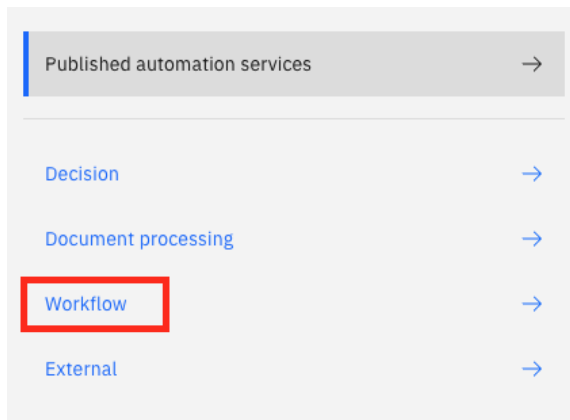 Published automation services
Decision
Document processing
Workflow
External